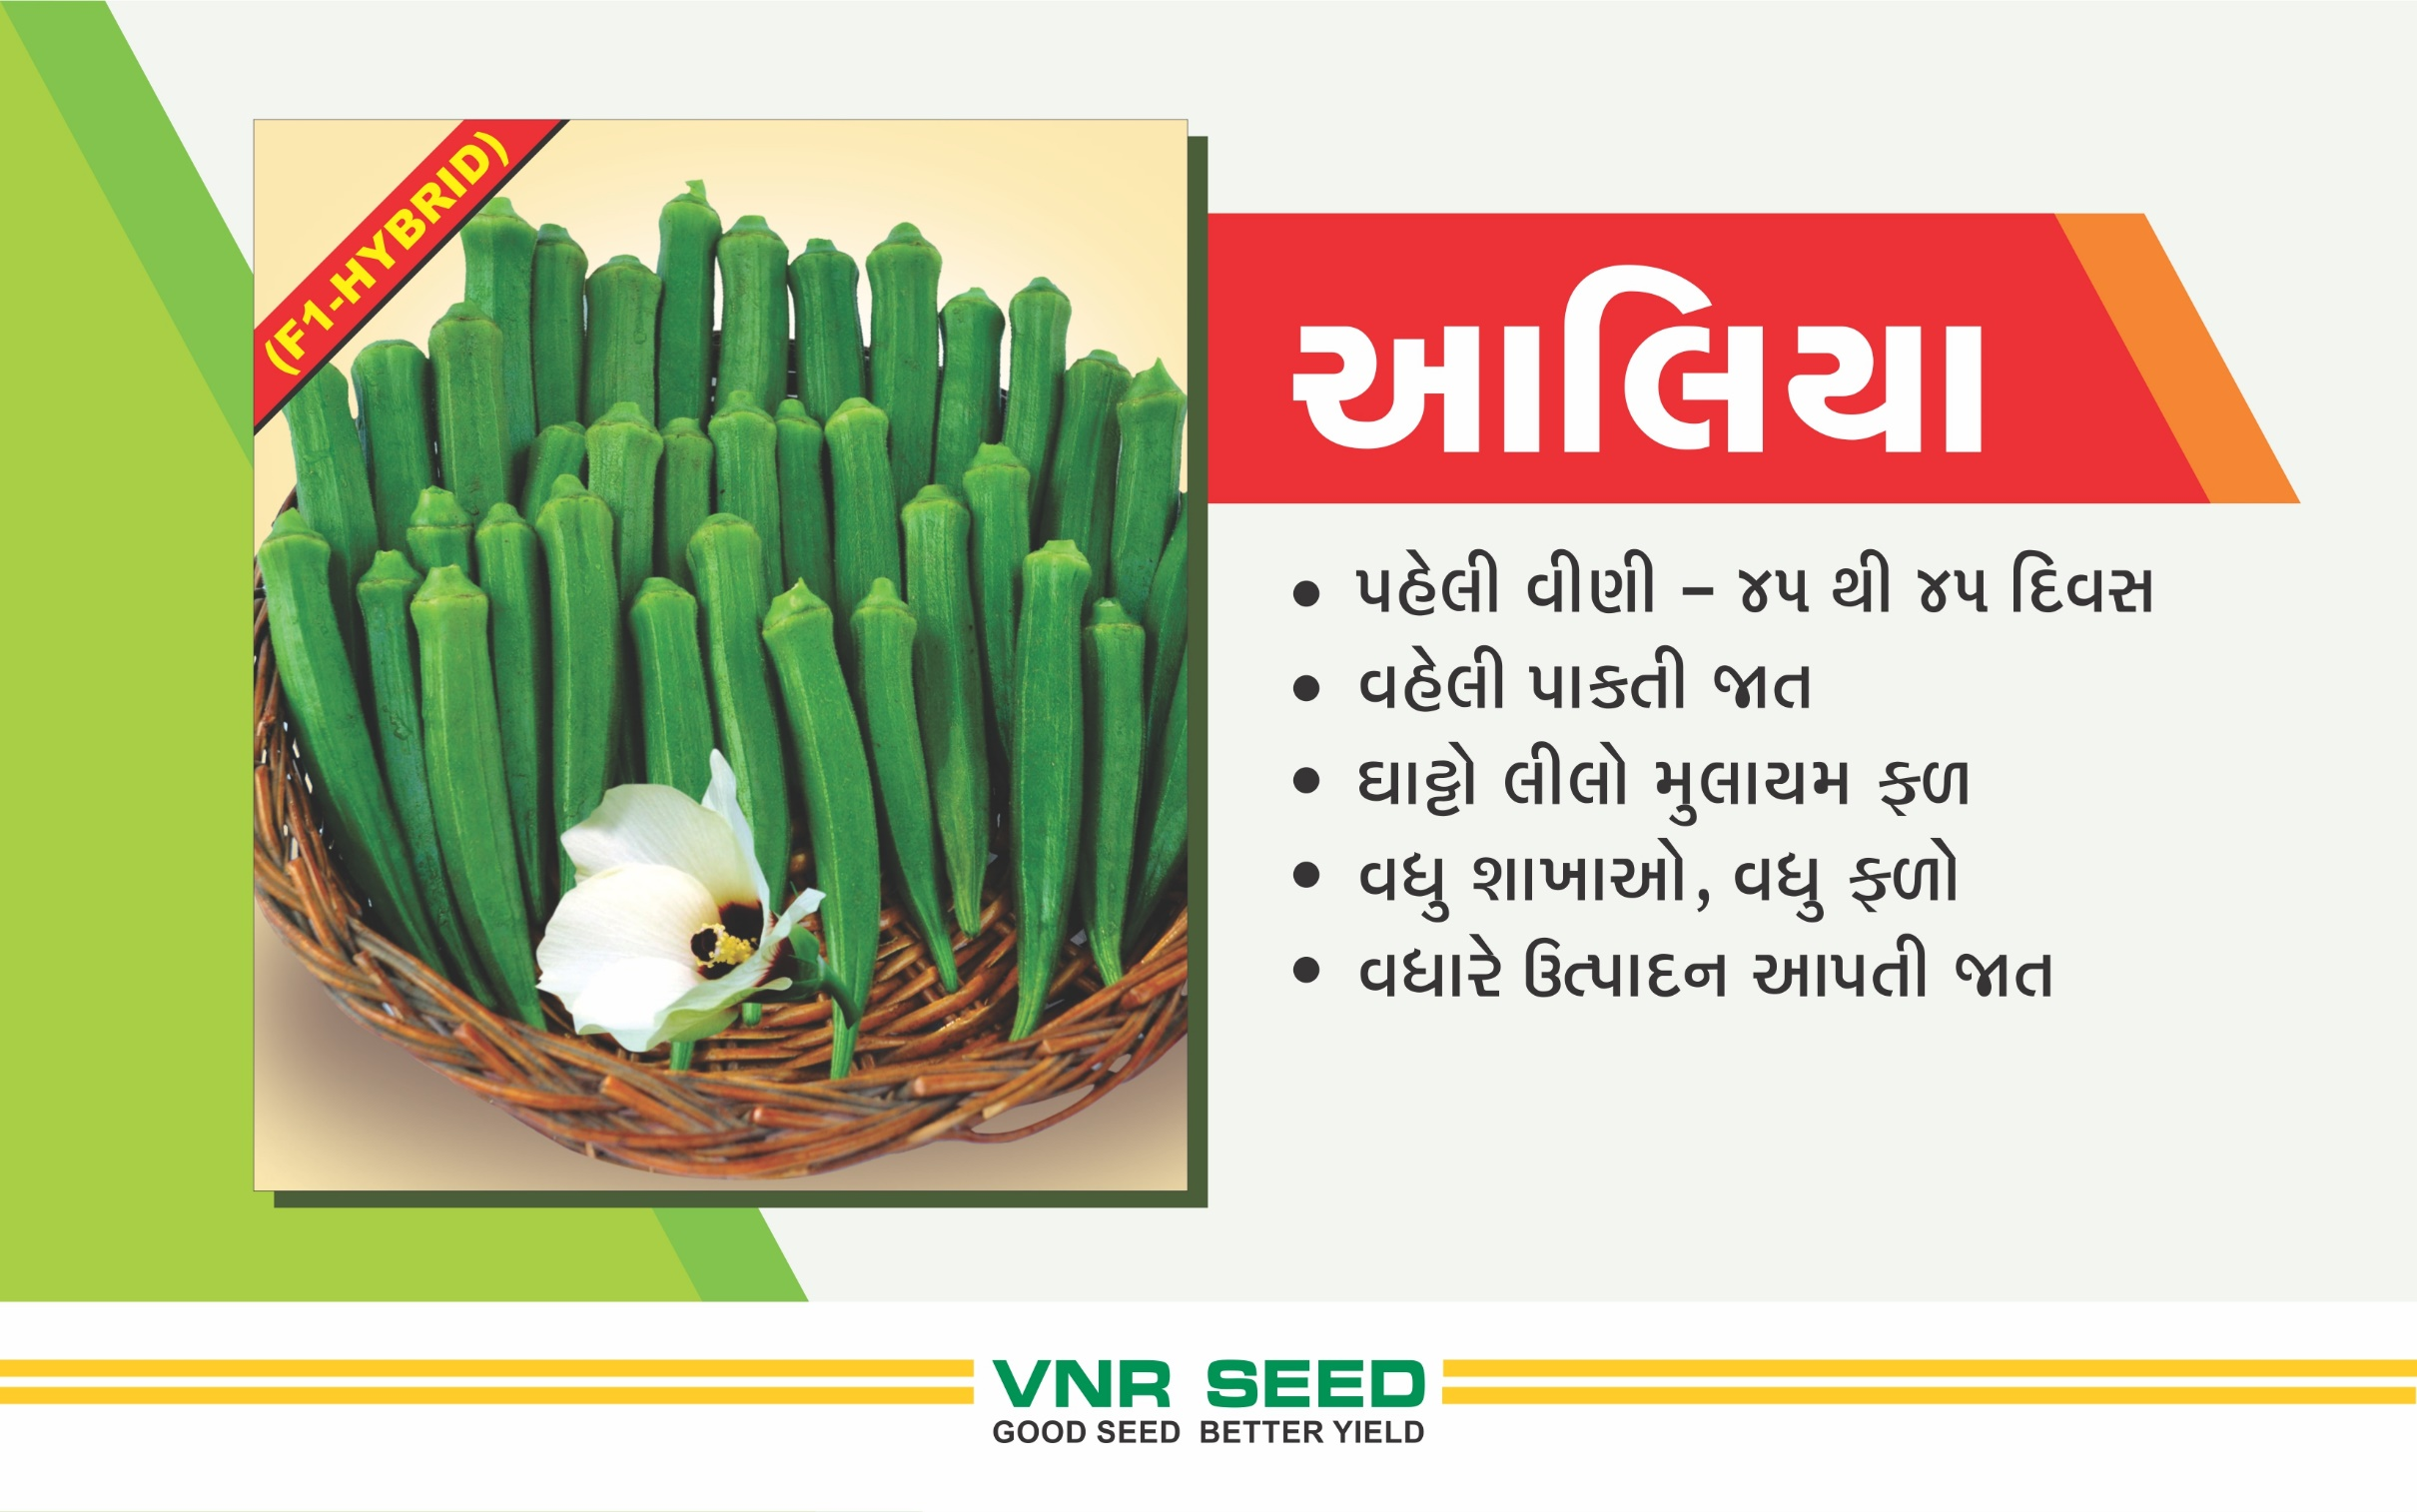 (F1-HYBRID))
આલિયા
• પહેલી વીણી – ૪૫ થી ૪૫ દિવસ
• વહેલી પાકતી જાત
• ઘાટ્ટો લીલો મુલાયમ ફળ
• વધુ શાખાઓ, વધુ ફળો
• વધારે ઉત્પાદન આપતી જાત
VNR SEED
GOOD SEED BETTER YIELD